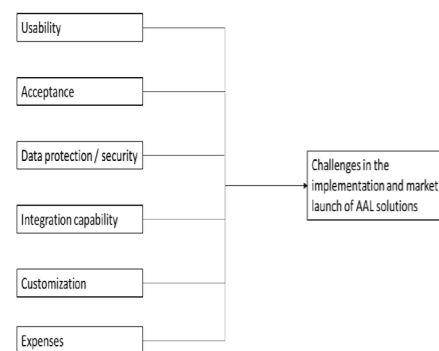 Usability
Acceptance
Data protection / security
Integration capability
Customization
Expenses
Challenges in the
implementation and market
launch of AAL solutions